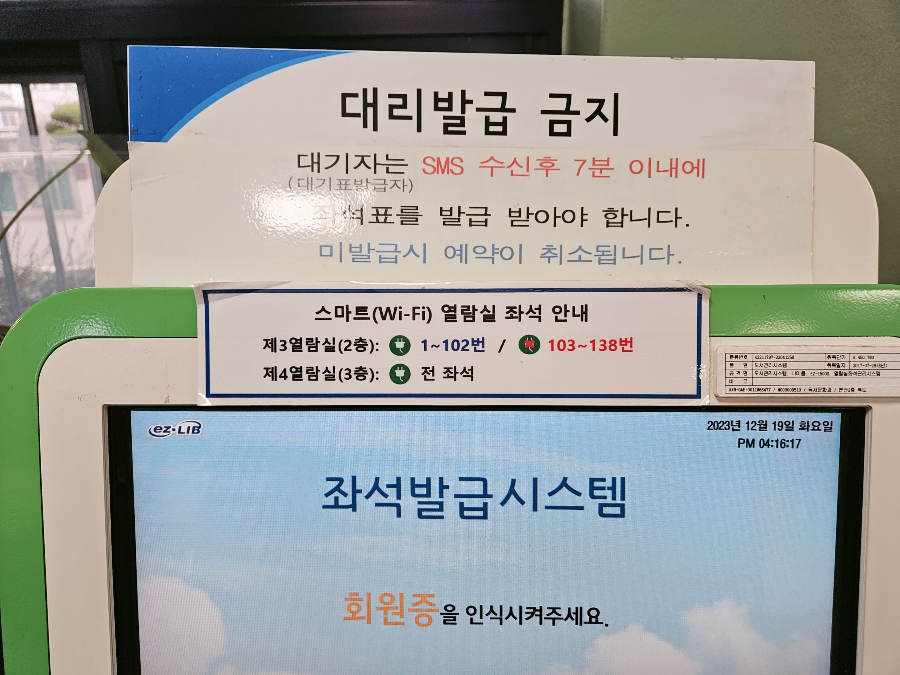 대리발급 금지
대기자는 SMS 수신후 7분 이내에
(대기표발급자)
좌석표를 발급 받아야 합니다.
미발급시 예약이 취소됩니다.
스마트(Wi-Fi) 열람실 좌석 안내
제3열람실(2층): 1~102번 / 103~138번
제4열람실(3층): 전 좌석
ez-LIB
2023년 12월 19일 화요일
PM 04:16:17
좌석발급시스템
회원증을 인식시켜주세요.